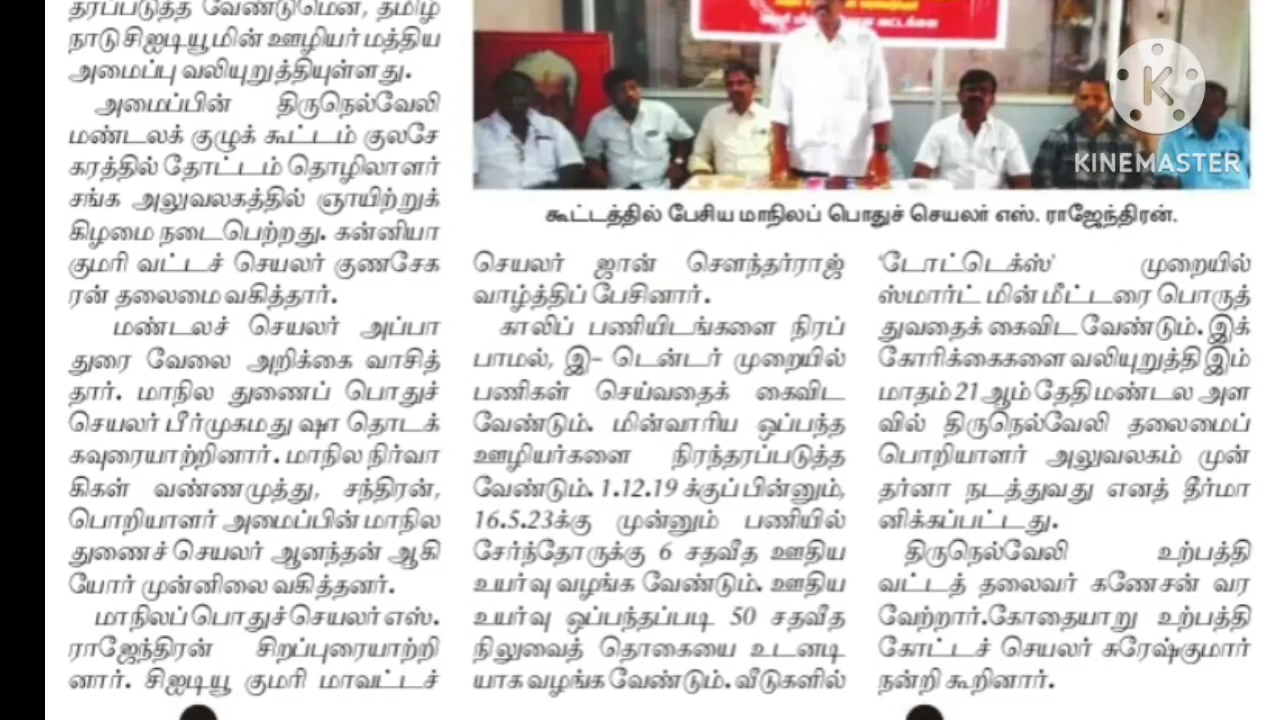 தரப்படுத்த வேண்டுமென, தமிழ்
நாடு சிஐடியூ மின் ஊழியர் மத்திய
அமைப்பு வலியுறுத்தியுள்ளது.
அமைப்பின் திருநெல்வேலி
மண்டலக் குழுக் கூட்டம் குலசே
கரத்தில் தோட்டம் தொழிலாளர்
சங்க அலுவலகத்தில் ஞாயிற்றுக்
கிழமை நடைபெற்றது. கன்னியா
குமரி வட்டச் செயலர் குணசேக
ரன் தலைமை வகித்தார்.
மண்டலச் செயலர் அப்பா
துரை வேலை அறிக்கை வாசித்
தார். மாநில துணைப் பொதுச்
செயலர் பீர்முகமது ஷா தொடக்
கவுரையாற்றினார். மாநில நிர்வா
கிகள் வண்ணமுத்து, சந்திரன்,
பொறியாளர் அமைப்பின் மாநில
துணைச் செயலர் ஆனந்தன் ஆகி
யோர் முன்னிலை வகித்தனர்.
மாநிலப் பொதுச் செயலர் எஸ்.
ராஜேந்திரன் சிறப்புரையாற்றி
னார். சிஐடியூ குமரி மாவட்டச்
KINEMASTER
கூட்டத்தில் பேசிய மாநிலப் பொதுச் செயலர் எஸ். ராஜேந்திரன்.
செயலர் ஜான் சௌந்தர்ராஜ்
வாழ்த்திப் பேசினார்.
காலிப் பணியிடங்களை நிரப்
பாமல், இ- டென்டர் முறையில்
பணிகள் செய்வதைக் கைவிட
வேண்டும். மின்வாரிய ஒப்பந்த
ஊழியர்களை நிரந்தரப்படுத்த
வேண்டும். 1.12.19 க்குப் பின்னும்,
16.5.23க்கு முன்னும் பணியில்
சேர்ந்தோருக்கு 6 சதவீத ஊதிய
உயர்வு வழங்க வேண்டும். ஊதிய
உயர்வு ஒப்பந்தப்படி 50 சதவீத
நிலுவைத் தொகையை உடனடி
யாக வழங்க வேண்டும். வீடுகளில்
'டோட்டெக்ஸ்' முறையில்
ஸ்மார்ட் மின் மீட்டரை பொருத்
துவதைக் கைவிட வேண்டும். இக்
கோரிக்கைகளை வலியுறுத்தி இம்
மாதம் 21 ஆம் தேதி மண்டல அள
வில் திருநெல்வேலி தலைமைப்
பொறியாளர் அலுவலகம் முன்
தர்னா நடத்துவது எனத் தீர்மா
னிக்கப்பட்டது.
திருநெல்வேலி உற்பத்தி
வட்டத் தலைவர் கணேசன் வர
வேற்றார்.கோதையாறு உற்பத்தி
கோட்டச் செயலர் சுரேஷ்குமார்
நன்றி கூறினார்.